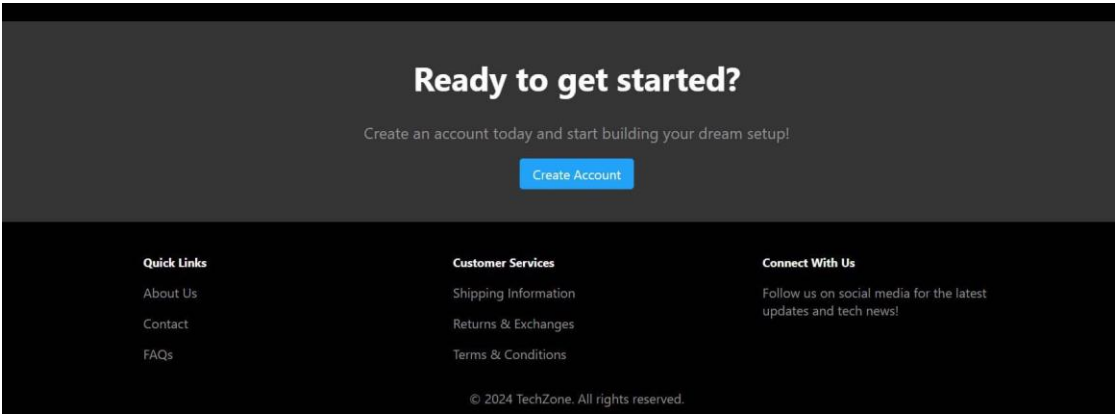 Ready to get started?
Create an account today and start building your dream setup!
Create Account
Quick Links
About Us
Contact
FAQs
Customer Services
Shipping Information
Returns & Exchanges
Terms & Conditions
Connect With Us
Follow us on social media for the latest
updates and tech news!
© 2024 TechZone. All rights reserved.